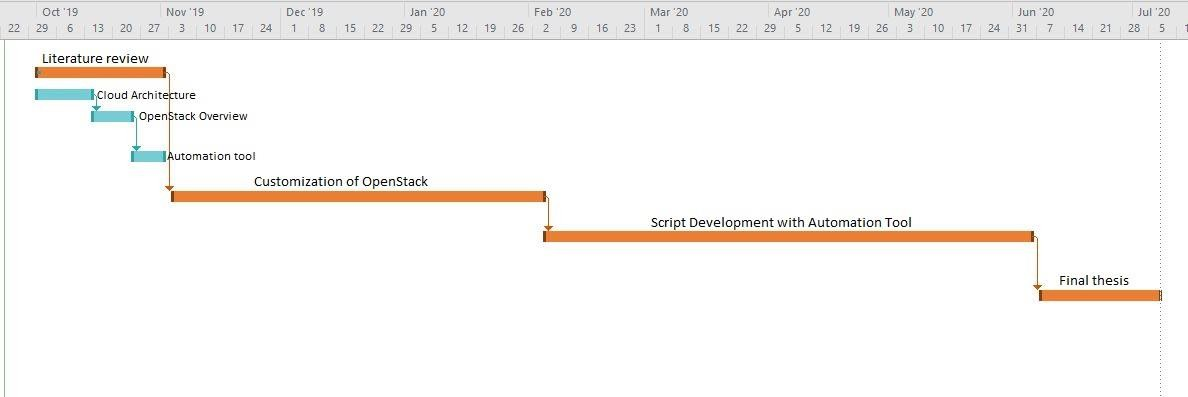 Oct '19 Nov '19 Dec '19 Jan '20 Feb '20 Mar '20 Apr '20 May '20 Jun '20 Jul '20
22 29 6 13 20 27 3 10 17 24 1 8 15 22 29 5 12 19 26 2 9 16 23 1 8 15 22 29 5 12 19 26 3 10 17 24 31 7 14 21 28 5
Literature review
Cloud Architecture
OpenStack Overview
Automation tool
Customization of OpenStack
Script Development with Automation Tool
Final thesis